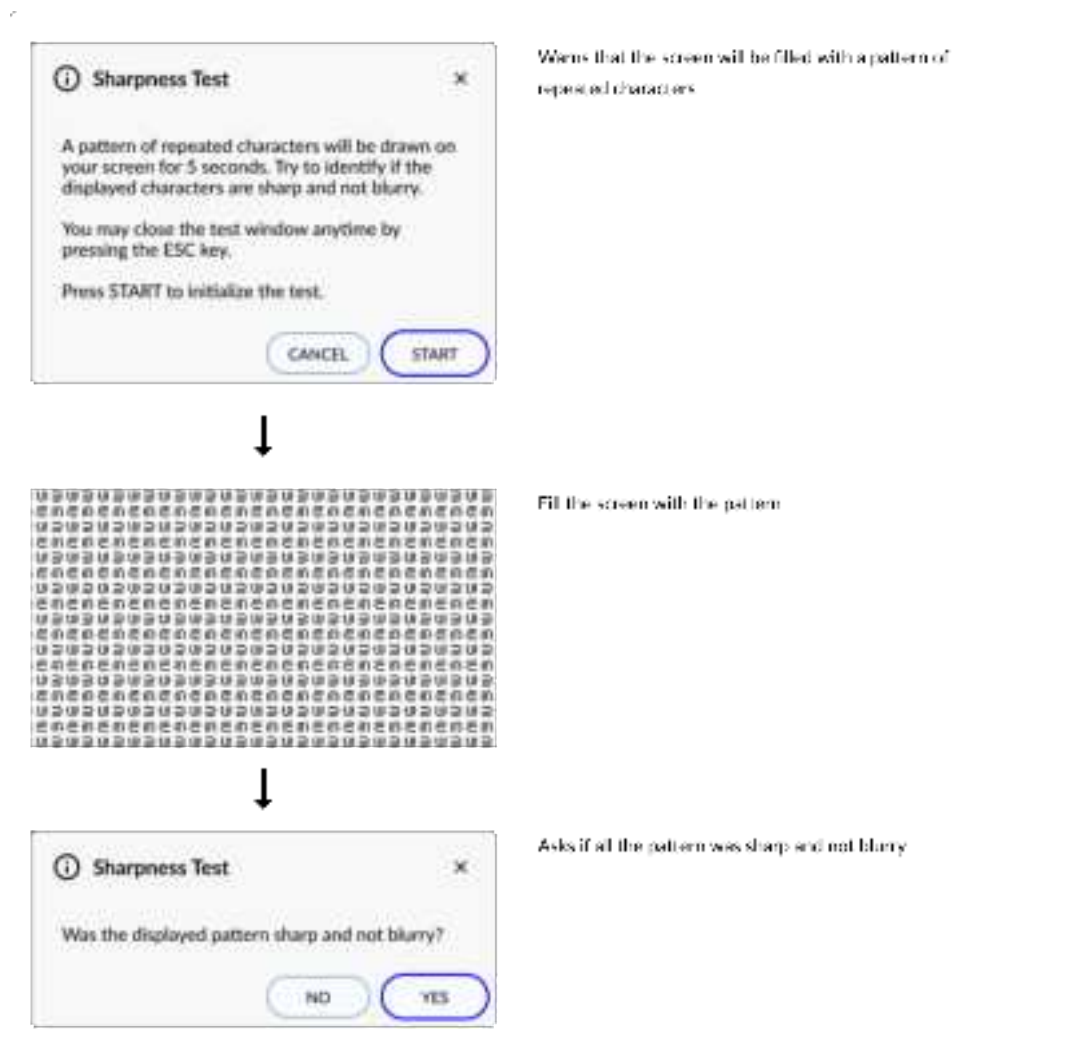 Sharpness Test
Warns that the screen will be filled with a pattern of
repeated characters
A pattern of repeated characters will be drawn on
your screen for 5 seconds. Try to identify if the
displayed characters are sharp and not blurry.
You may close the test window anytime by
pressing the ESC key.
Press START to initialize the test.
CANCEL START
Fill the screen with the pattern
Sharpness Test
Asks if all the pattern was sharp and not blurry
Was the displayed pattern sharp and not blurry?
NO YES